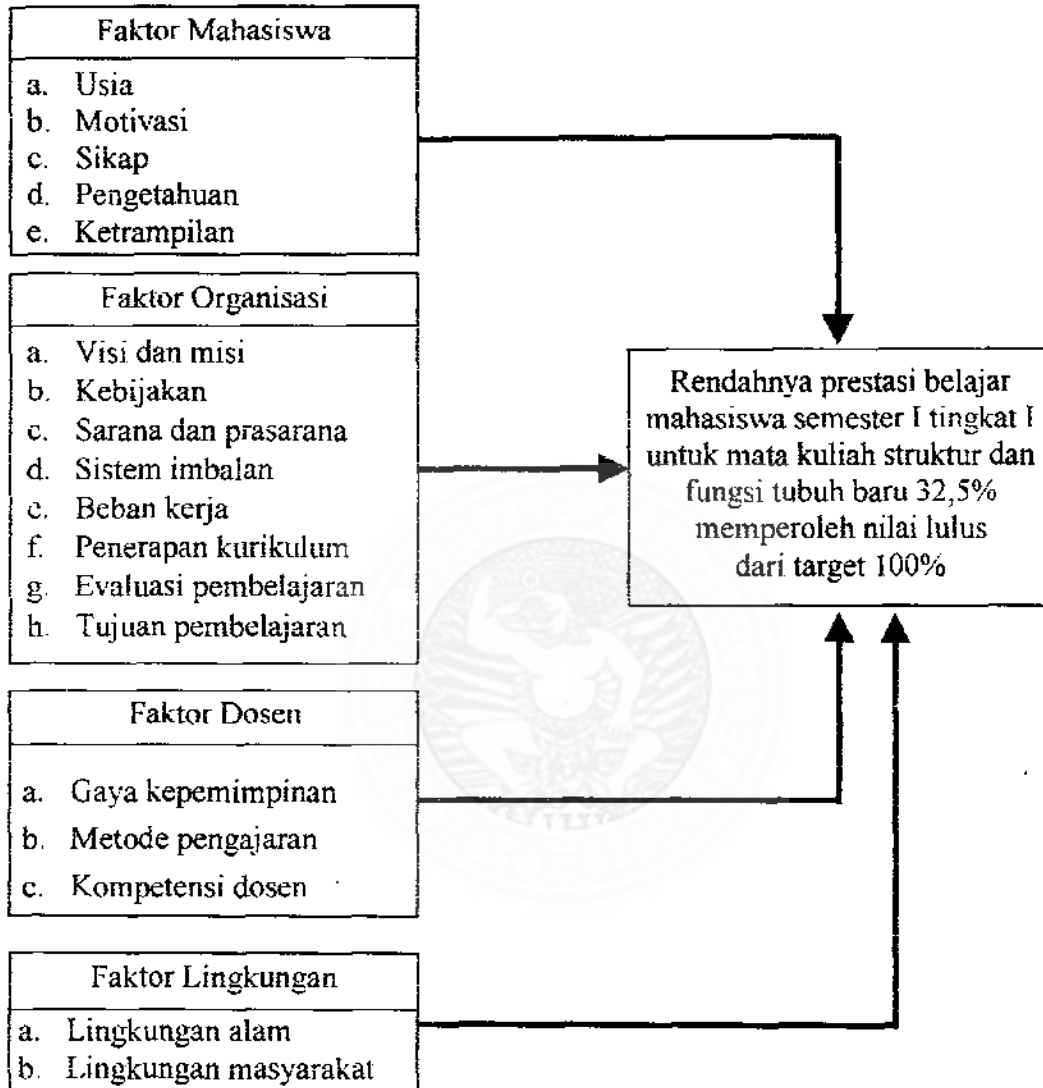 Faktor Mahasiswa
a. Usia
b. Motivasi
c. Sikap
d. Pengetahuan
e. Ketrampilan
Faktor Organisasi
a. Visi dan misi
b. Kebijakan
c. Sarana dan prasarana
d. Sistem imbalan
e. Beban kerja
f. Penerapan kurikulum
g. Evaluasi pembelajaran
h. Tujuan pembelajaran
Rendahnya prestasi belajar
mahasiswa semester I tingkat I
untuk mata kuliah struktur dan
fungsi tubuh baru 32,5%
memperoleh nilai lulus
dari target 100%
Faktor Dosen
a. Gaya kepemimpinan
b. Metode pengajaran
c. Kompetensi dosen
Faktor Lingkungan
a. Lingkungan alam
b. Lingkungan masyarakat